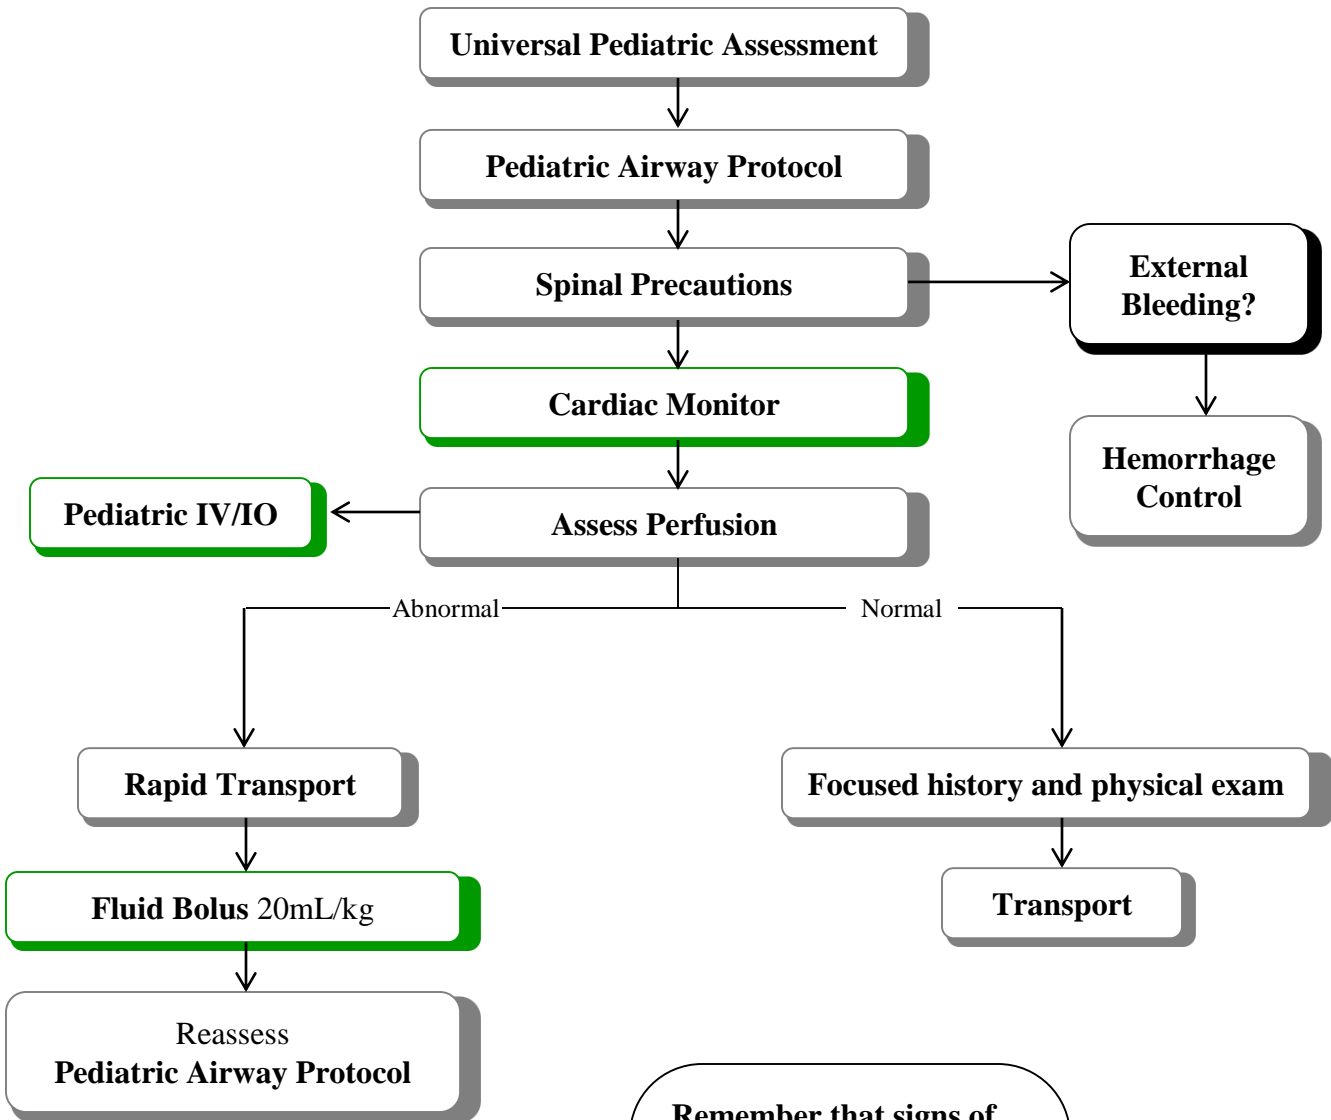 Universal Pediatric Assessment
Pediatric Airway Protocol
Spinal Precautions
External
Bleeding?
Cardiac Monitor
Hemorrhage
Control
Pediatric IV/IO
Assess Perfusion
Abnormal
Normal
Rapid Transport
Focused history and physical exam
Fluid Bolus 20mL/kg
Transport
Reassess
Pediatric Airway Protocol
Remember that signs of